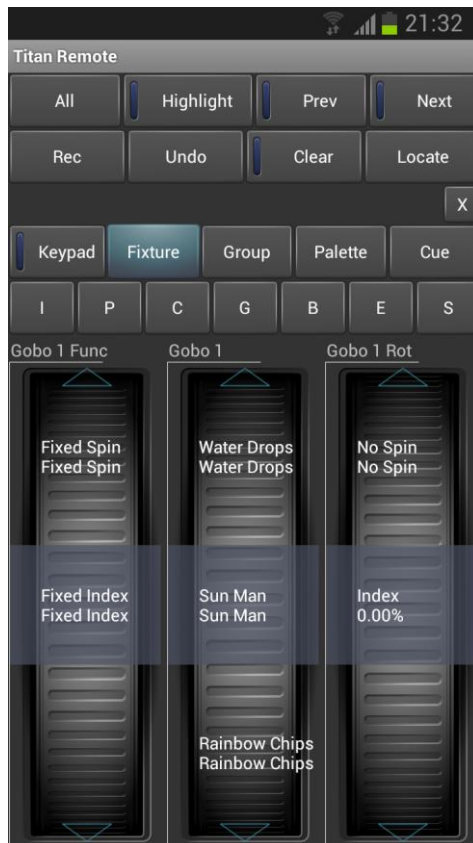 21:32
Titan Remote
All Highlight Prev Next
Rec Undo Clear Locate
X
Keypad Fixture Group Palette Cue
I P C G B E S
Gobo 1 Func Gobo 1 Gobo 1 Rot
Fixed Spin Water Drops No Spin
Fixed Spin Water Drops No Spin
Fixed Index Sun Man Index
Fixed Index Sun Man 0.00%
Rainbow Chips
Rainbow Chips